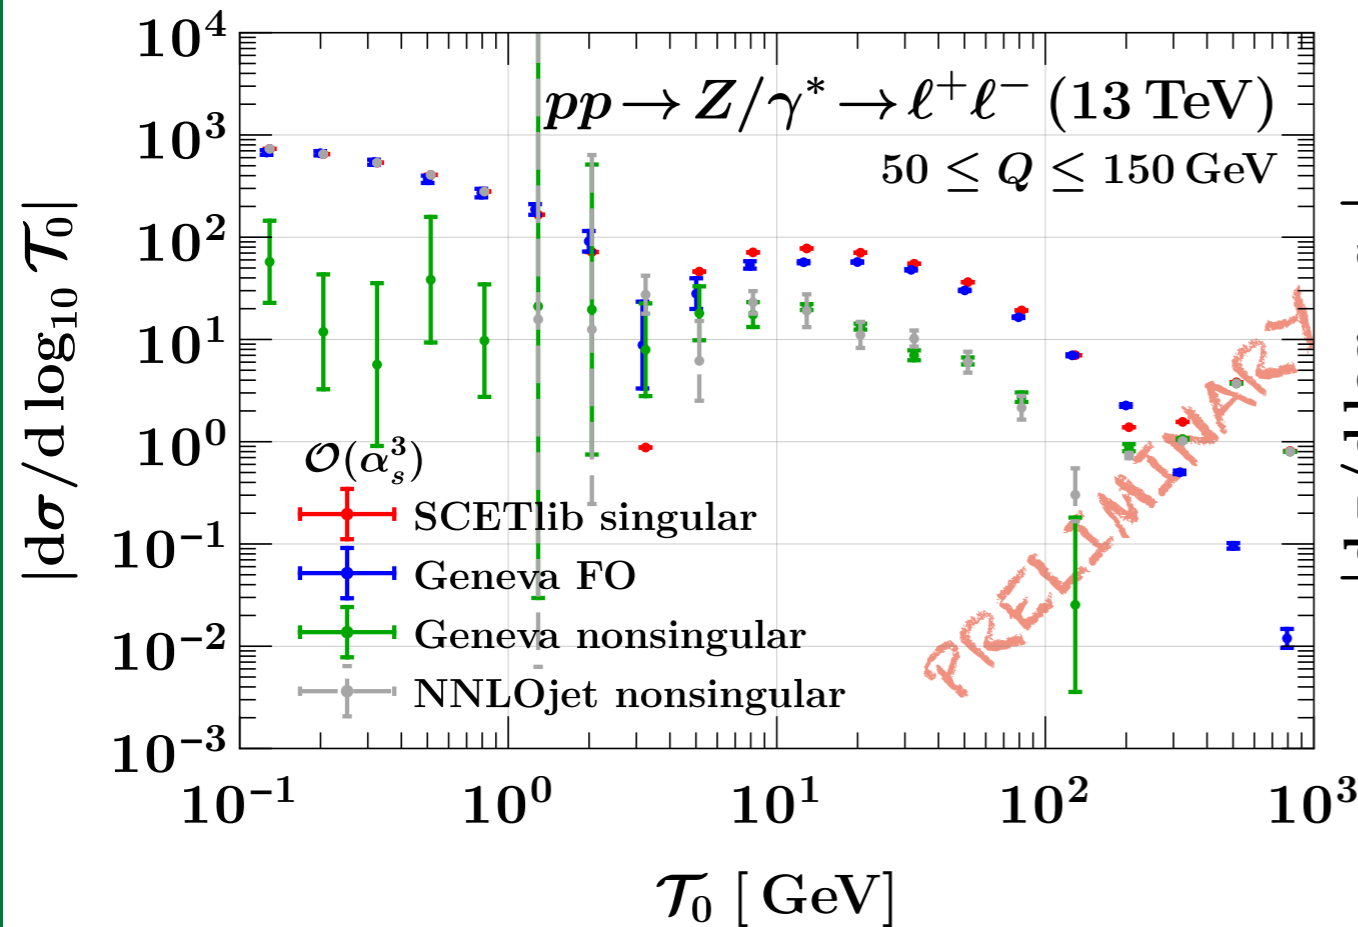 pp → Z/γ* → ℓ⁺ℓ⁻ (13 TeV)
50 ≤ Q ≤ 150 GeV
|dσ/d log₁₀ 𝒯₀|
10⁴
10³
10²
10¹
10⁰
10⁻¹
10⁻²
10⁻³
𝒪(αₛ³)
SCETlib singular
Geneva FO
Geneva nonsingular
NNLOjet nonsingular
PRELIMINARY
10⁻¹ 10⁰ 10¹ 10² 10³
𝒯₀ [ GeV]